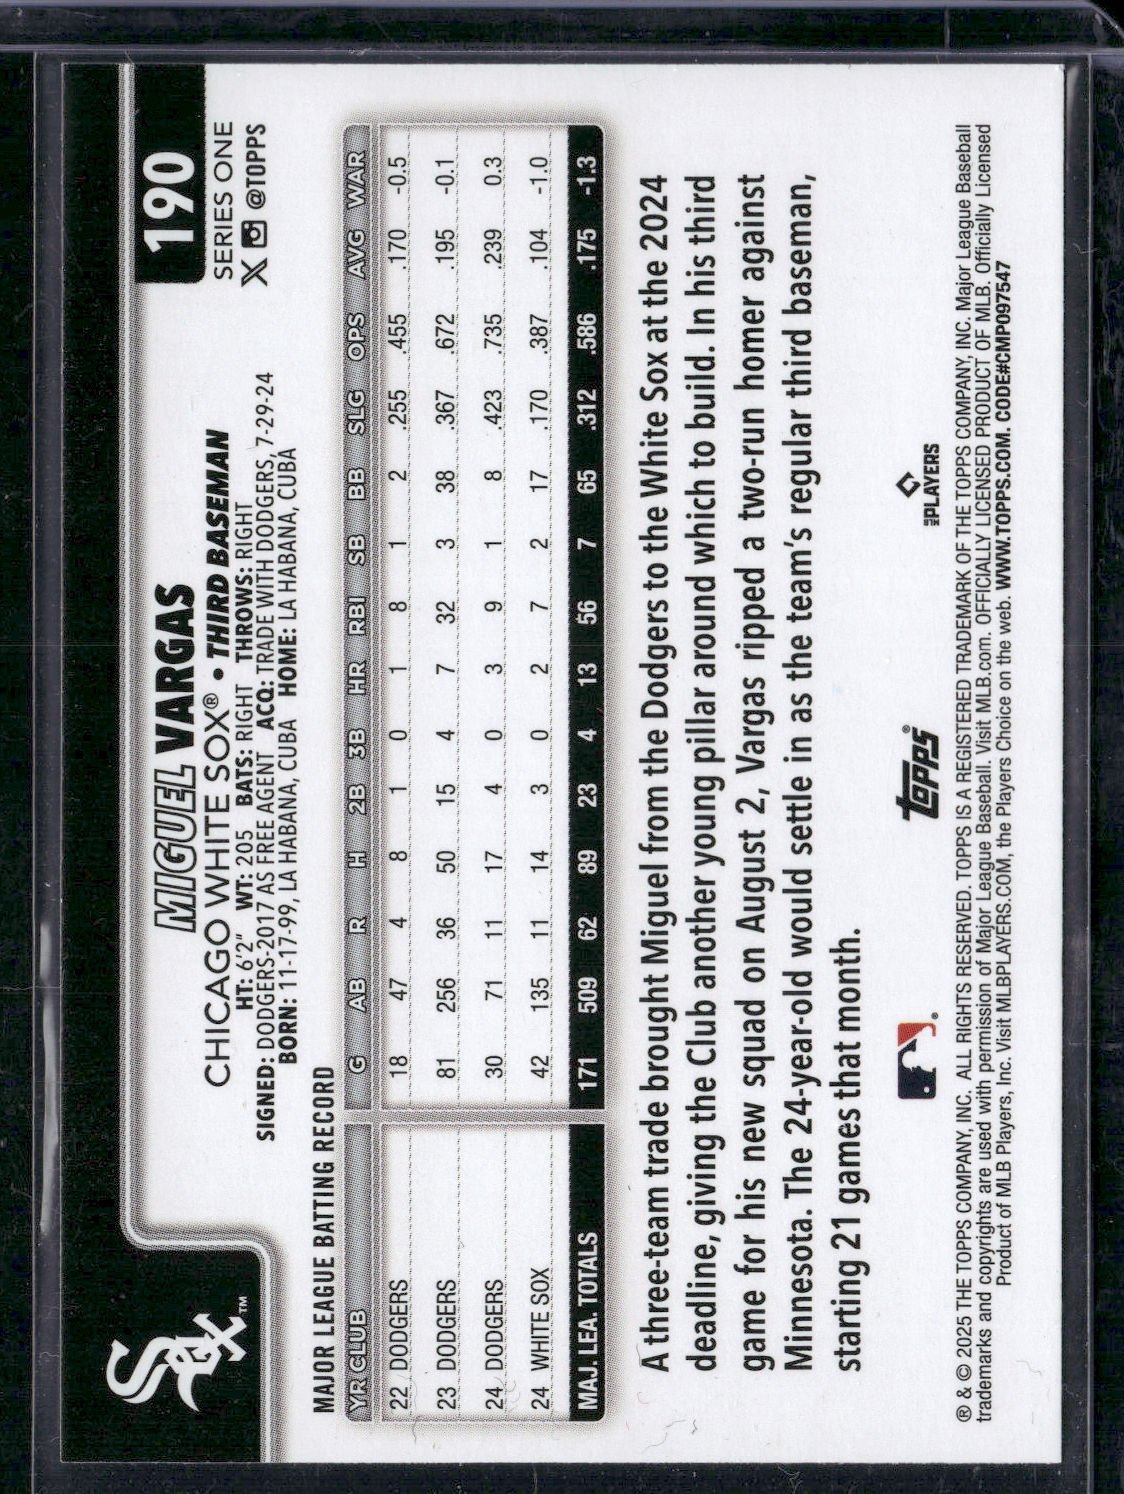 190
SERIES ONE
@TOPPS
MIGUEL VARGAS
CHICAGO WHITE SOX® • THIRD BASEMAN
HT: 6'2" WT: 205 BATS: RIGHT THROWS: RIGHT
SIGNED: DODGERS-2017 AS FREE AGENT ACQ: TRADE WITH DODGERS, 7-29-24
BORN: 11-17-99, LA HABANA, CUBA HOME: LA HABANA, CUBA
Sox™
MAJOR LEAGUE BATTING RECORD
YR CLUB G AB R H 2B 3B HR RBI SB BB SLG OPS AVG WAR
22 DODGERS 18 47 4 8 1 0 1 8 1 2 .255 .455 .170 -0.5
23 DODGERS 81 256 36 50 15 4 7 32 3 38 .367 .672 .195 -0.1
24 DODGERS 30 71 11 17 4 0 3 9 1 8 .423 .735 .239 0.3
24 WHITE SOX 42 135 11 14 3 0 2 7 2 17 .170 .387 .104 -1.0
MAJ. LEA. TOTALS 171 509 62 89 23 4 13 56 7 65 .312 .586 .175 -1.3
A three-team trade brought Miguel from the Dodgers to the White Sox at the 2024
deadline, giving the Club another young pillar around which to build. In his third
game for his new squad on August 2, Vargas ripped a two-run homer against
Minnesota. The 24-year-old would settle in as the team's regular third baseman,
starting 21 games that month.
® topps® MLB PLAYERS
® & © 2025 THE TOPPS COMPANY, INC. ALL RIGHTS RESERVED. TOPPS IS A REGISTERED TRADEMARK OF THE TOPPS COMPANY, INC. Major League Baseball
trademarks and copyrights are used with permission of Major League Baseball. Visit MLB.com. OFFICIALLY LICENSED PRODUCT OF MLB. Officially Licensed
Product of MLB Players, Inc. Visit MLBPLAYERS.COM, the Players Choice on the web. WWW.TOPPS.COM. CODE#CMP097547